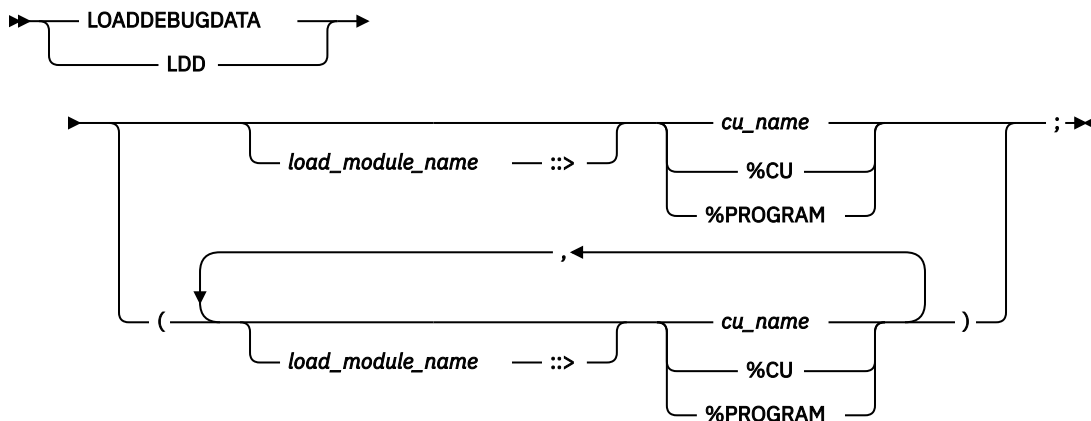 LOADDEBUGDATA
LDD
cu_name ;
load_module_name ::>
%CU
%PROGRAM
,
( cu_name )
load_module_name ::>
%CU
%PROGRAM